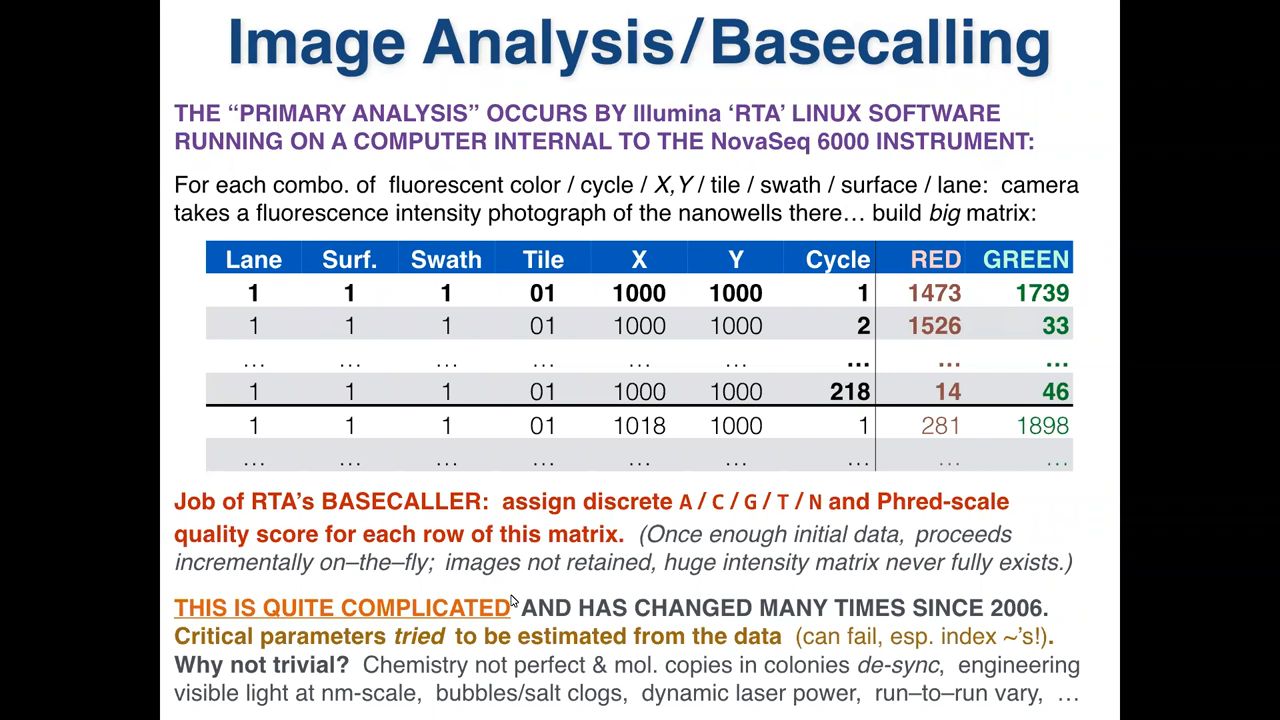 Image Analysis/Basecalling
THE “PRIMARY ANALYSIS” OCCURS BY Illumina ‘RTA’ LINUX SOFTWARE
RUNNING ON A COMPUTER INTERNAL TO THE NovaSeq 6000 INSTRUMENT:
For each combo. of fluorescent color / cycle / X,Y / tile / swath / surface / lane: camera
takes a fluorescence intensity photograph of the nanowells there… build big matrix:
Lane Surf. Swath Tile X Y Cycle RED GREEN
1 1 1 01 1000 1000 1 1473 1739
1 1 1 01 1000 1000 2 1526 33
… … … … … … … … …
1 1 1 01 1000 1000 218 14 46
1 1 1 01 1018 1000 1 281 1898
… … … … … … … … …
Job of RTA’s BASECALLER: assign discrete A / C / G / T / N and Phred-scale
quality score for each row of this matrix. (Once enough initial data, proceeds
incrementally on–the–fly; images not retained, huge intensity matrix never fully exists.)
THIS IS QUITE COMPLICATED AND HAS CHANGED MANY TIMES SINCE 2006.
Critical parameters tried to be estimated from the data (can fail, esp. index ~’s!).
Why not trivial? Chemistry not perfect & mol. copies in colonies de-sync, engineering
visible light at nm-scale, bubbles/salt clogs, dynamic laser power, run–to–run vary, …